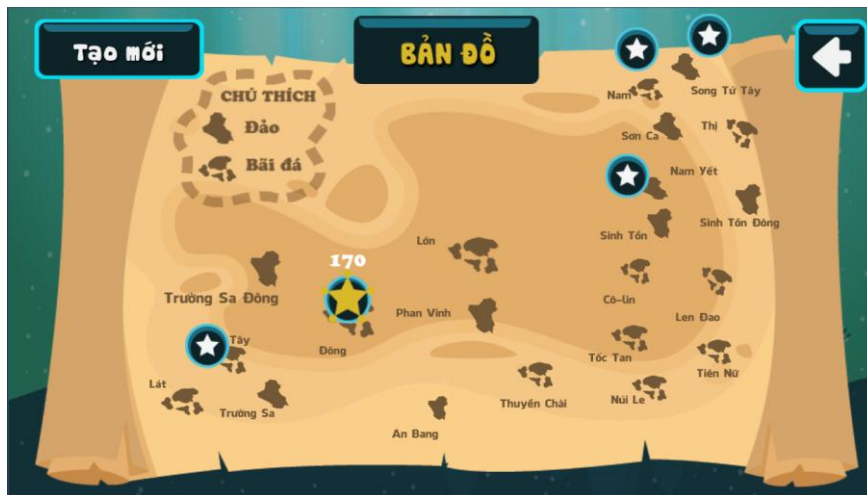 Tạo mới
BẢN ĐỒ
CHÚ THÍCH
Đảo
Bãi đá
Nam
Song Tử Tây
Sơn Ca
Thị
Nam Yết
Sinh Tồn
Sinh Tồn Đông
Lớn
170
Trường Sa Đông
Cô-lin
Phan Vinh
Len Đao
Đông
Tây
Tốc Tan
Tiên Nữ
Lát
Trường Sa
Thuyền Chài
Núi Le
An Bang